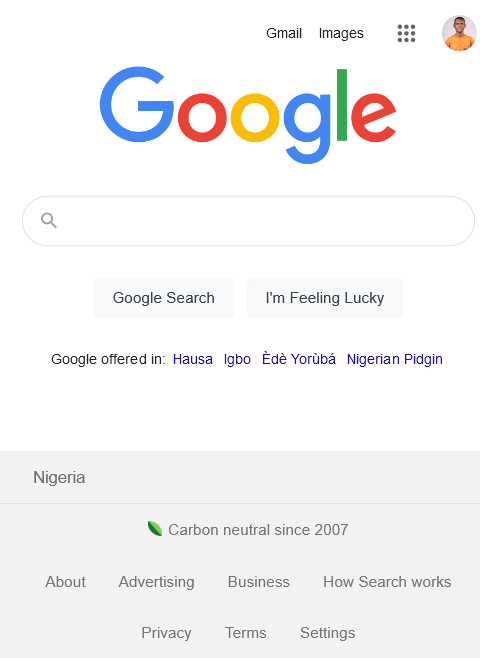 Gmail Images
Google
Google Search I'm Feeling Lucky
Google offered in: Hausa Igbo Èdè Yorùbá Nigerian Pidgin
Nigeria
Carbon neutral since 2007
About Advertising Business How Search works
Privacy Terms Settings